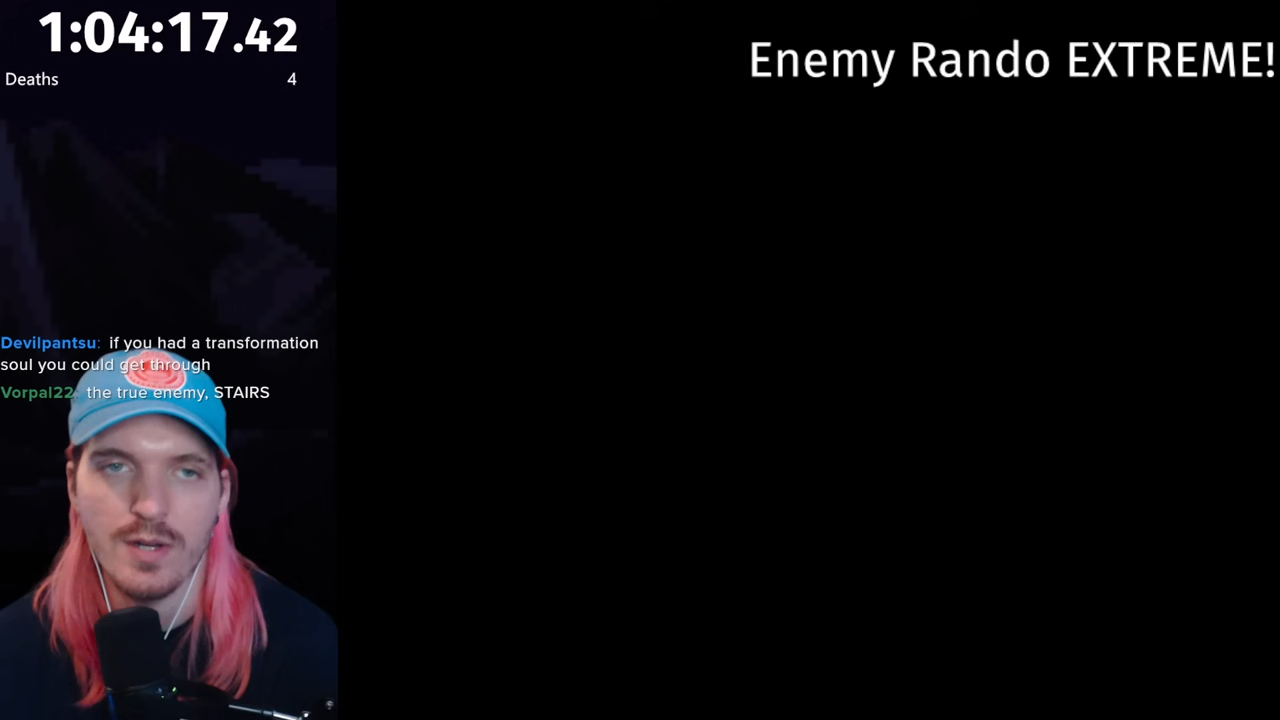 1:04:17.42
Enemy Rando EXTREME!
Deaths 4
Devilpantsu: if you had a transformation
soul you could get through
Vorpal22: the true enemy, STAIRS